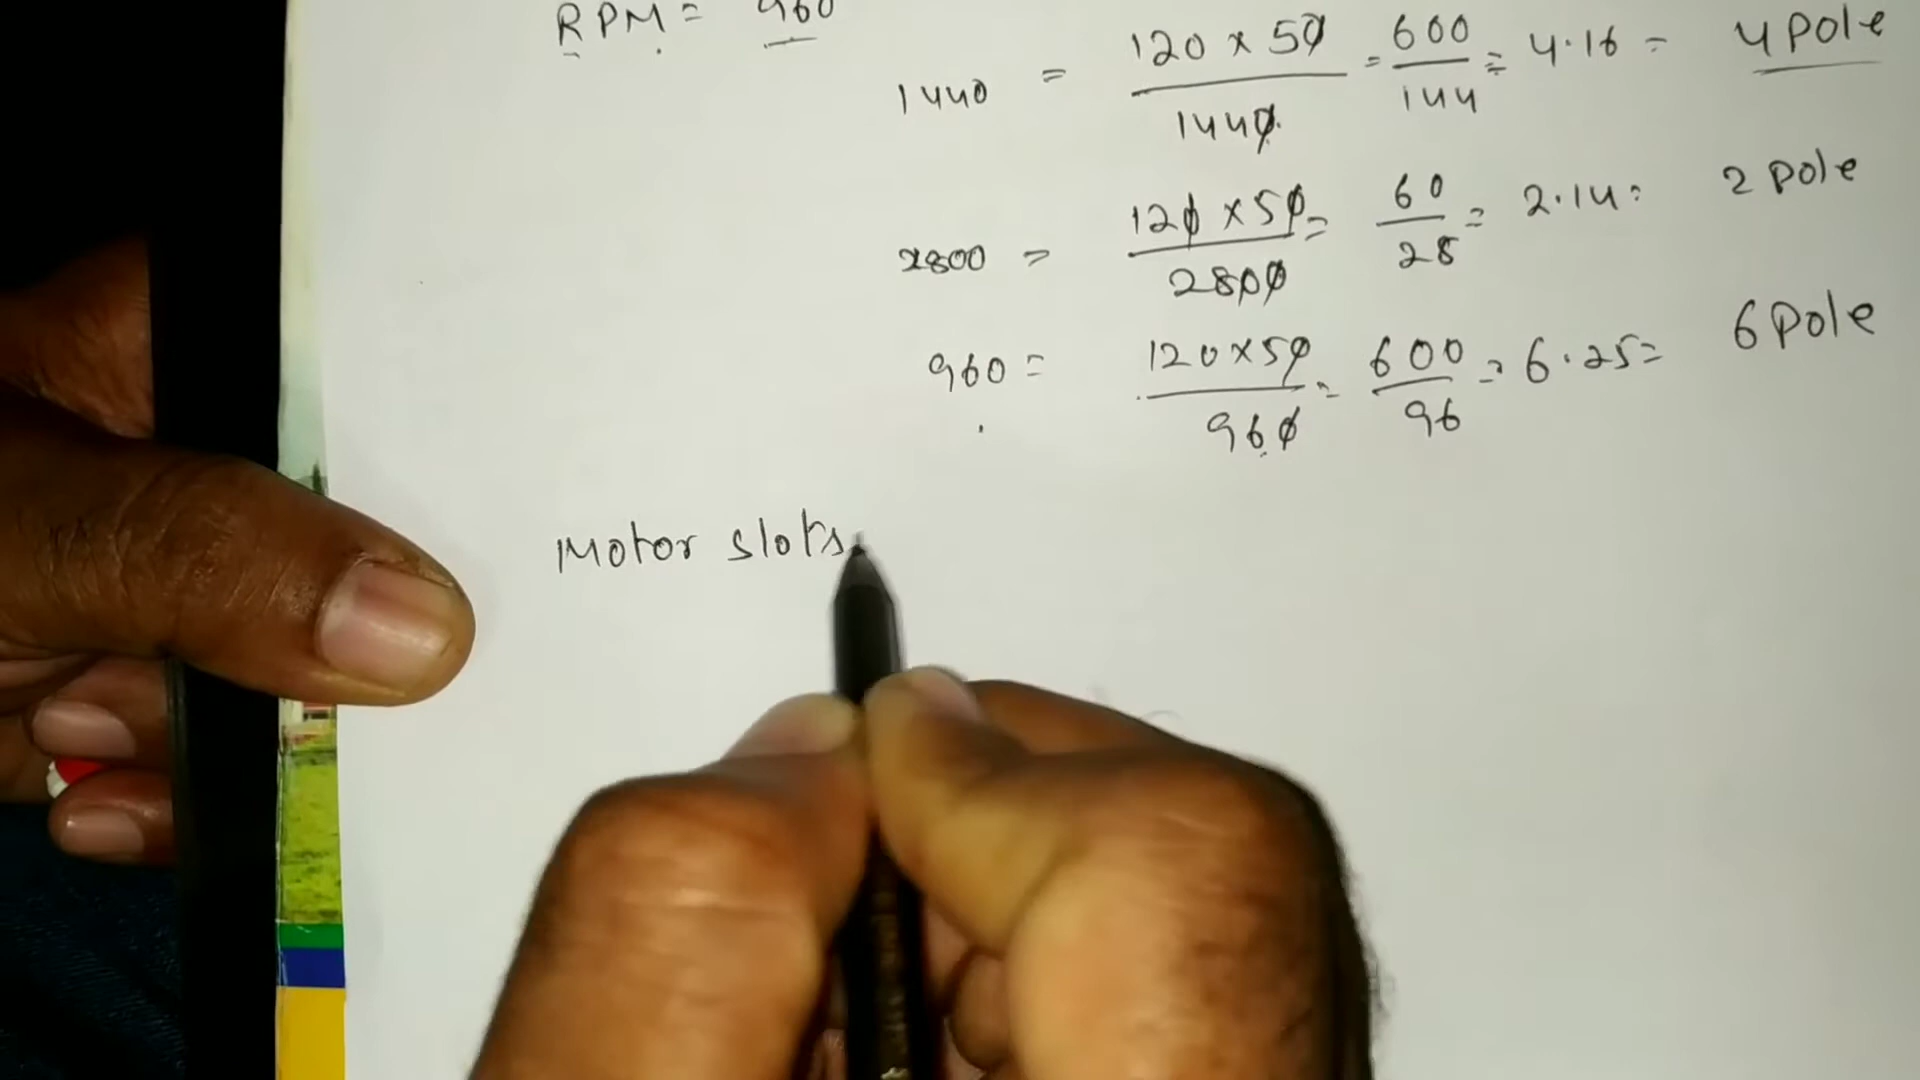 RPM = 960
1440 = 120 x 50 / 1440 = 600 / 144 = 4.16 = 4 Pole
2800 = 120 x 50 / 2800 = 60 / 28 = 2.14 = 2 Pole
960 = 120 x 50 / 960 = 600 / 96 = 6.25 = 6 Pole
Motor slots